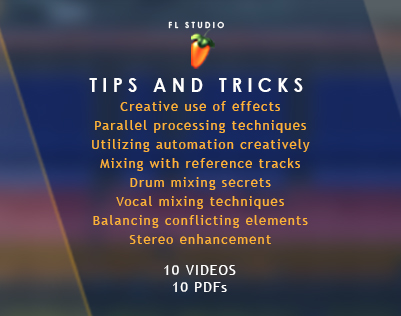 FL STUDIO
TIPS AND TRICKS
Creative use of effects
Parallel processing techniques
Utilizing automation creatively
Mixing with reference tracks
Drum mixing secrets
Vocal mixing techniques
Balancing conflicting elements
Stereo enhancement
10 VIDEOS
10 PDFs